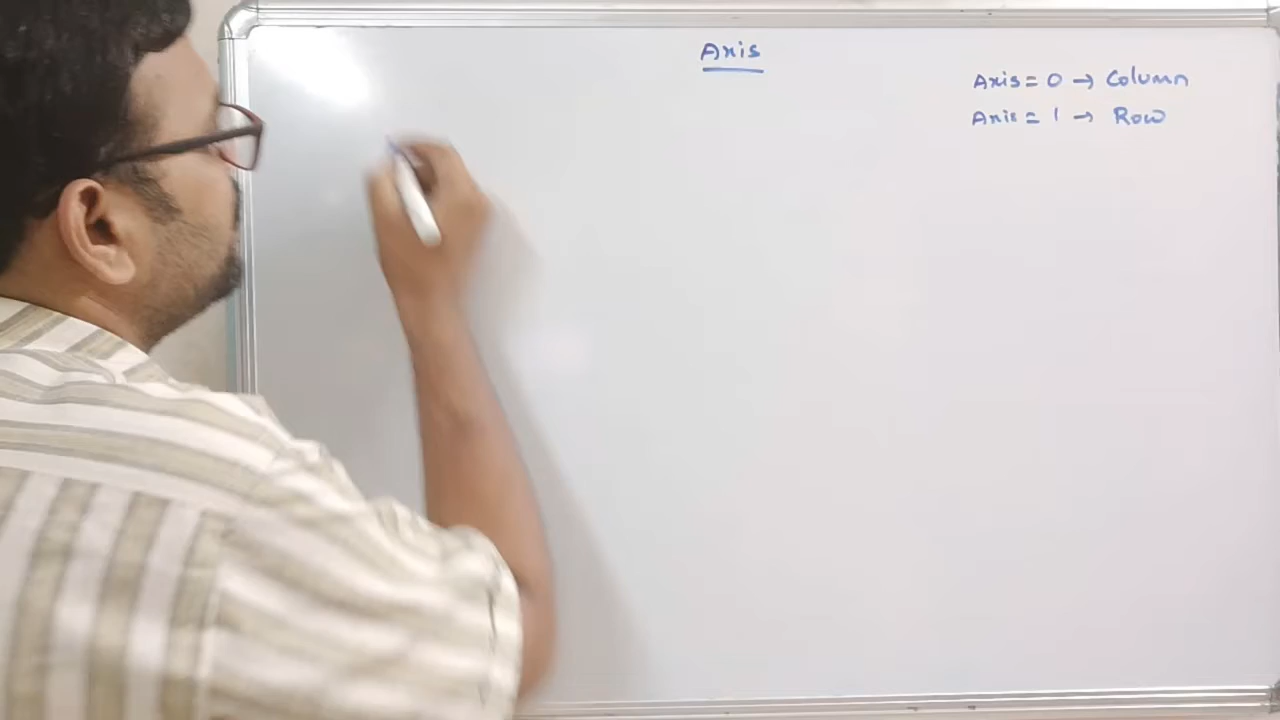 Axis
Axis = 0 → Column
Axis = 1 → Row